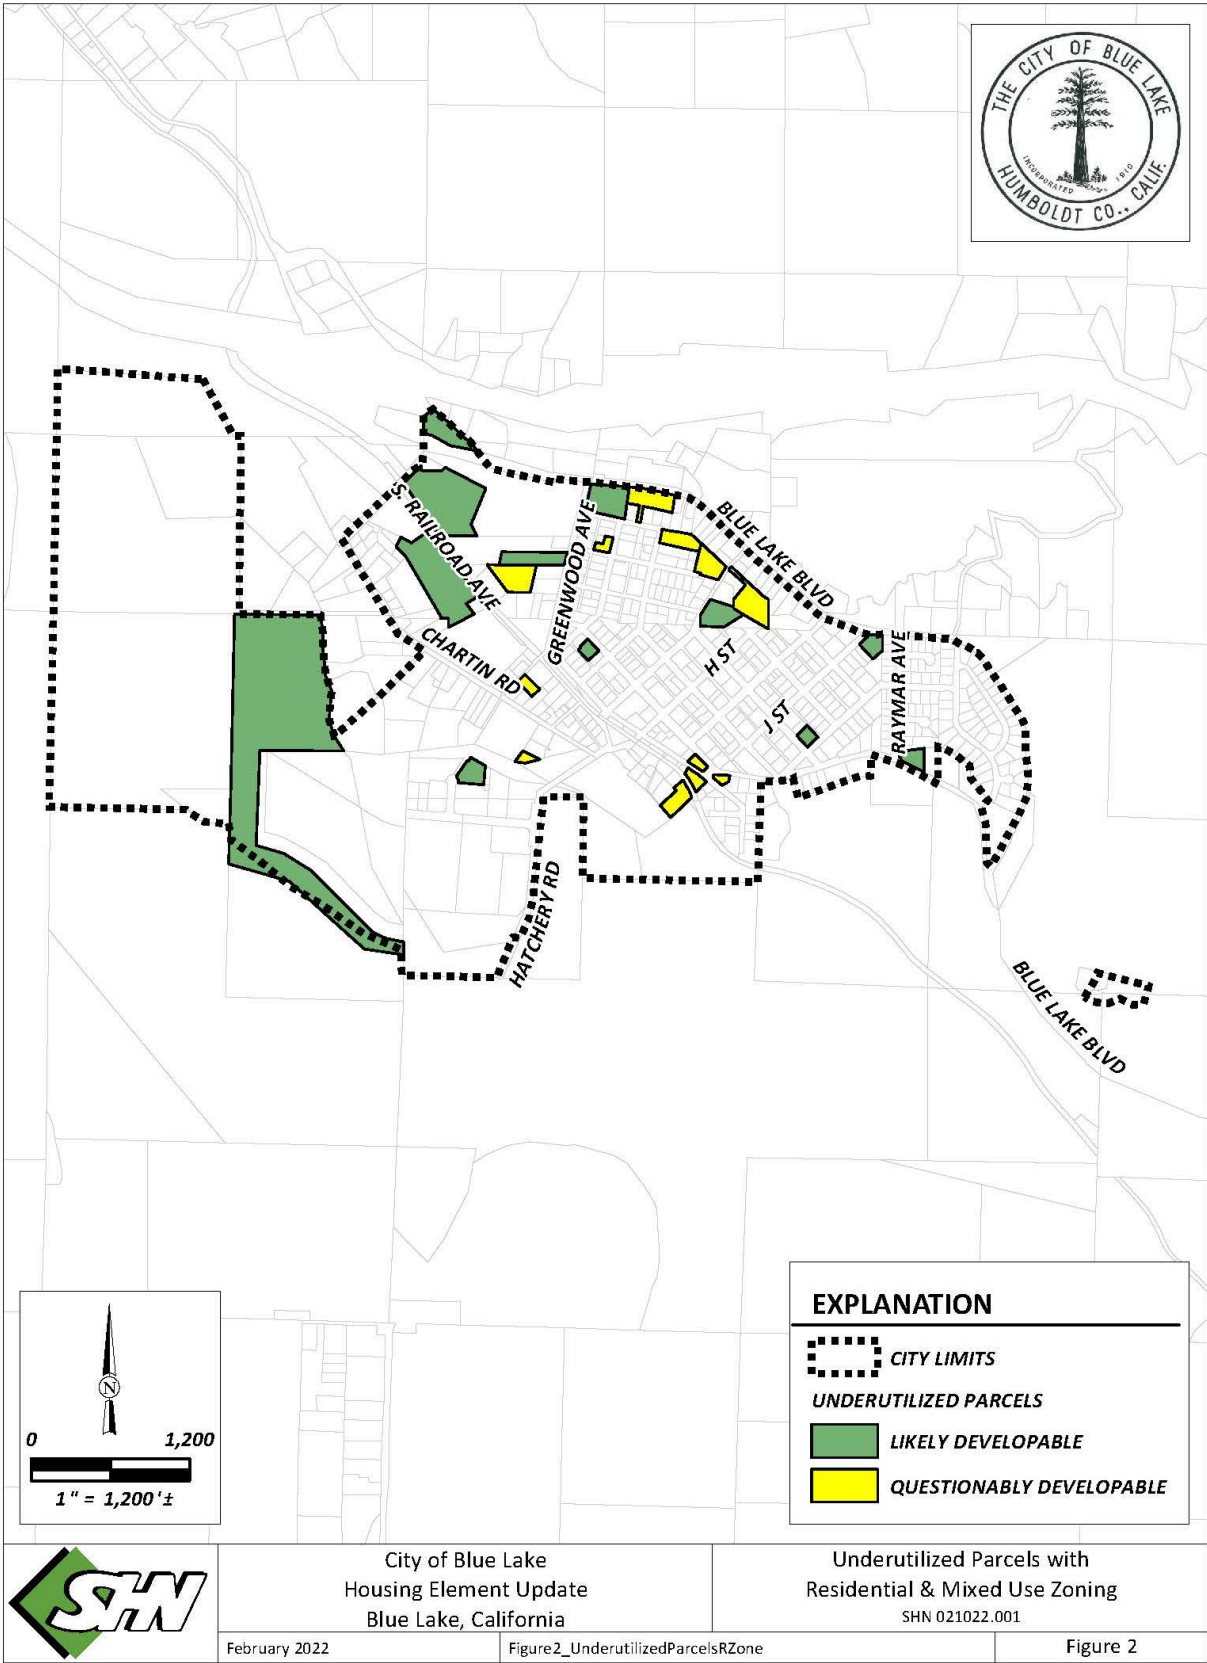 THE CITY OF BLUE LAKE
INCORPORATED 1910
HUMBOLDT CO., CALIF.
S. RAILROAD AVE
GREENWOOD AVE
BLUE LAKE BLVD
CHARTIN RD
H ST
J ST
RAYMAR AVE
HATCHERY RD
BLUE LAKE BLVD
EXPLANATION
CITY LIMITS
UNDERUTILIZED PARCELS
LIKELY DEVELOPABLE
QUESTIONABLY DEVELOPABLE
N
0 1,200
1 " = 1,200 ' ±
SHN
City of Blue Lake
Housing Element Update
Blue Lake, California
Underutilized Parcels with
Residential & Mixed Use Zoning
SHN 021022.001
February 2022
Figure2_UnderutilizedParcelsRZone
Figure 2